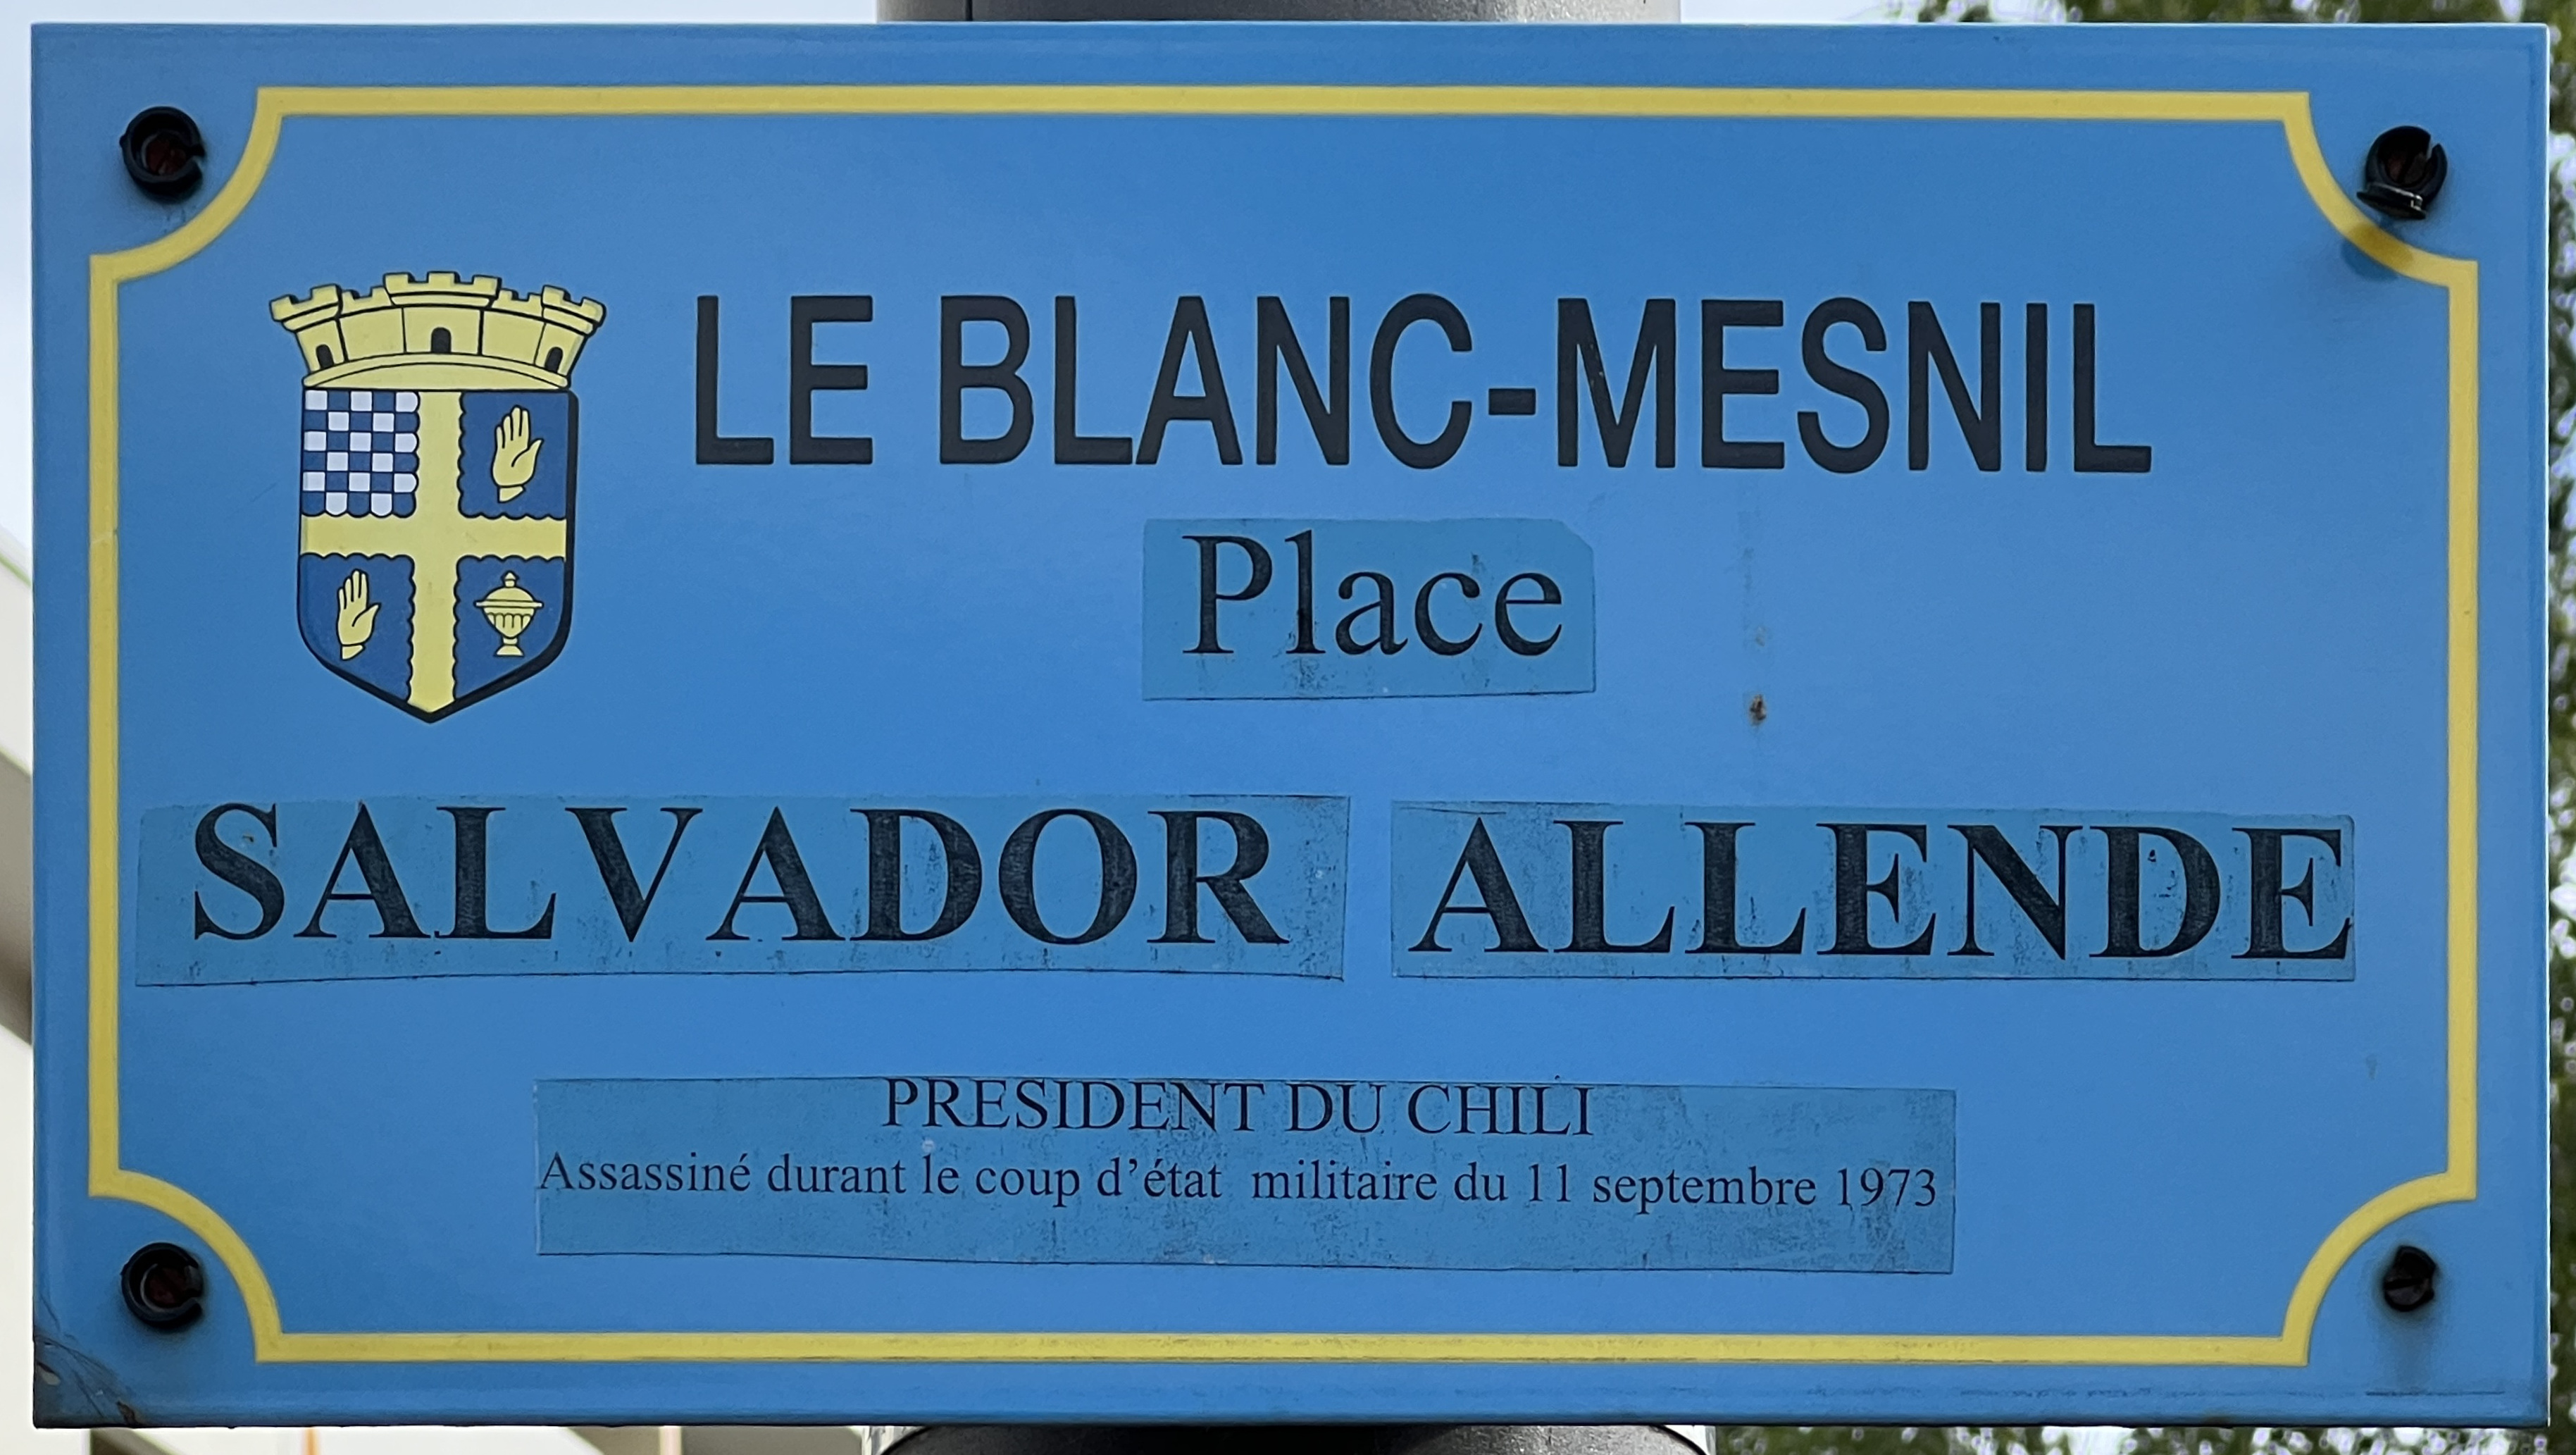 LE BLANC-MESNIL
Place
SALVADOR ALLENDE
PRESIDENT DU CHILI
Assassiné durant le coup d’état militaire du 11 septembre 1973